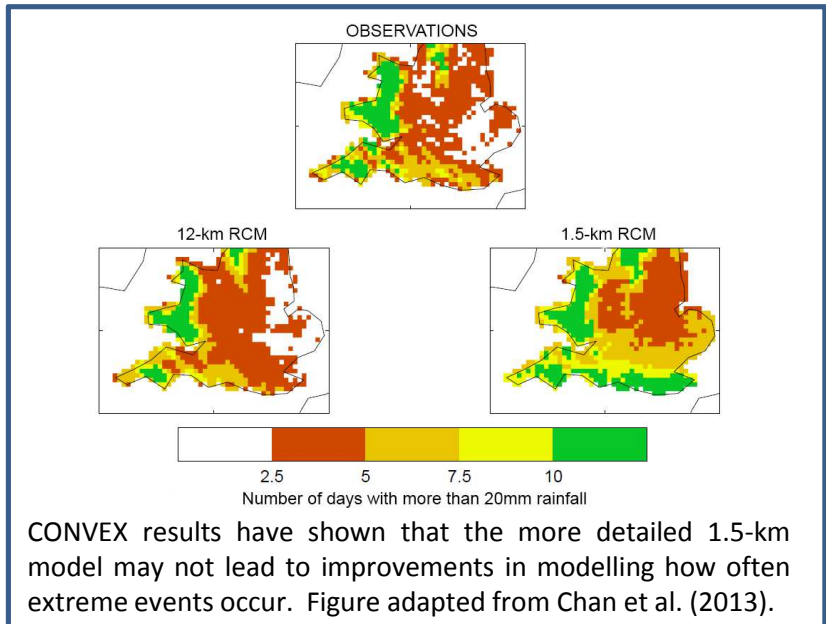 OBSERVATIONS
12-km RCM
1.5-km RCM
2.5 5 7.5 10
Number of days with more than 20mm rainfall
CONVEX results have shown that the more detailed 1.5-km
model may not lead to improvements in modelling how often
extreme events occur. Figure adapted from Chan et al. (2013).